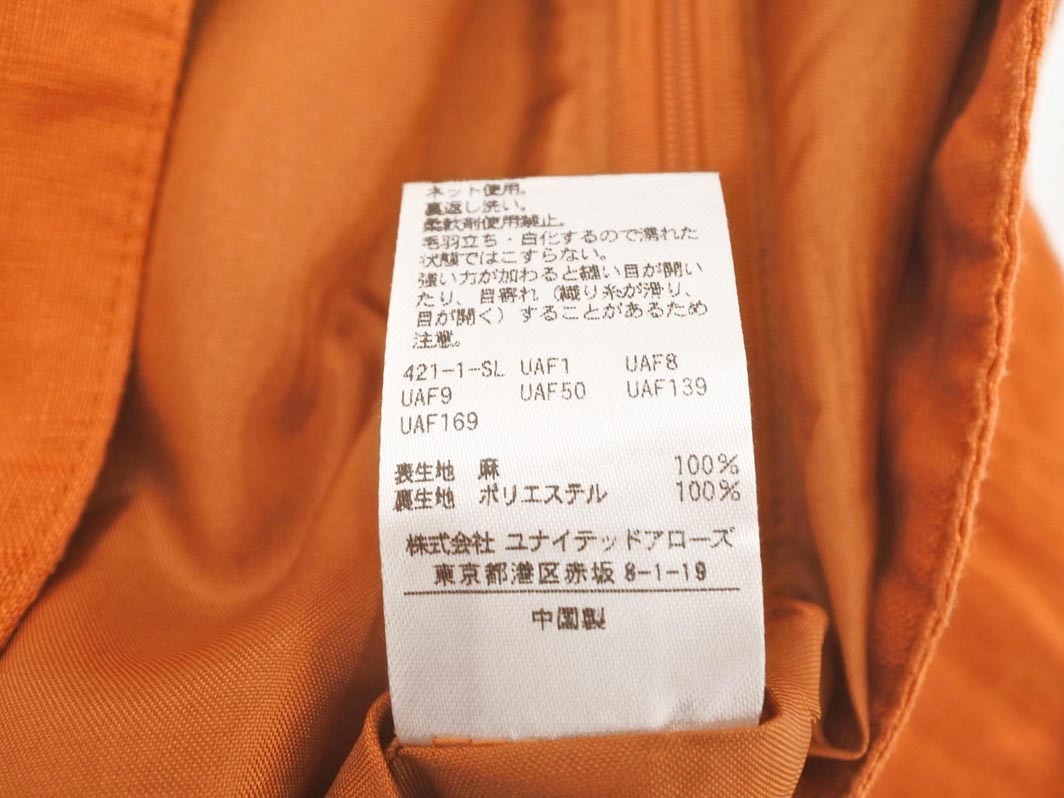 ネット使用。
裏返し洗い。
柔軟剤使用禁止。
毛羽立ち・白化するので濡れた
状態ではこすらない。
強い力が加わると縫い目が開い
たり、目寄れ（織り糸が滑り、
目が開く）することがあるため
注意。
421-1-SL UAF1 UAF8
UAF9 UAF50 UAF139
UAF169
表生地 麻 100%
裏生地 ポリエステル 100%
株式会社 ユナイテッドアローズ
東京都港区赤坂 8-1-19
中国製